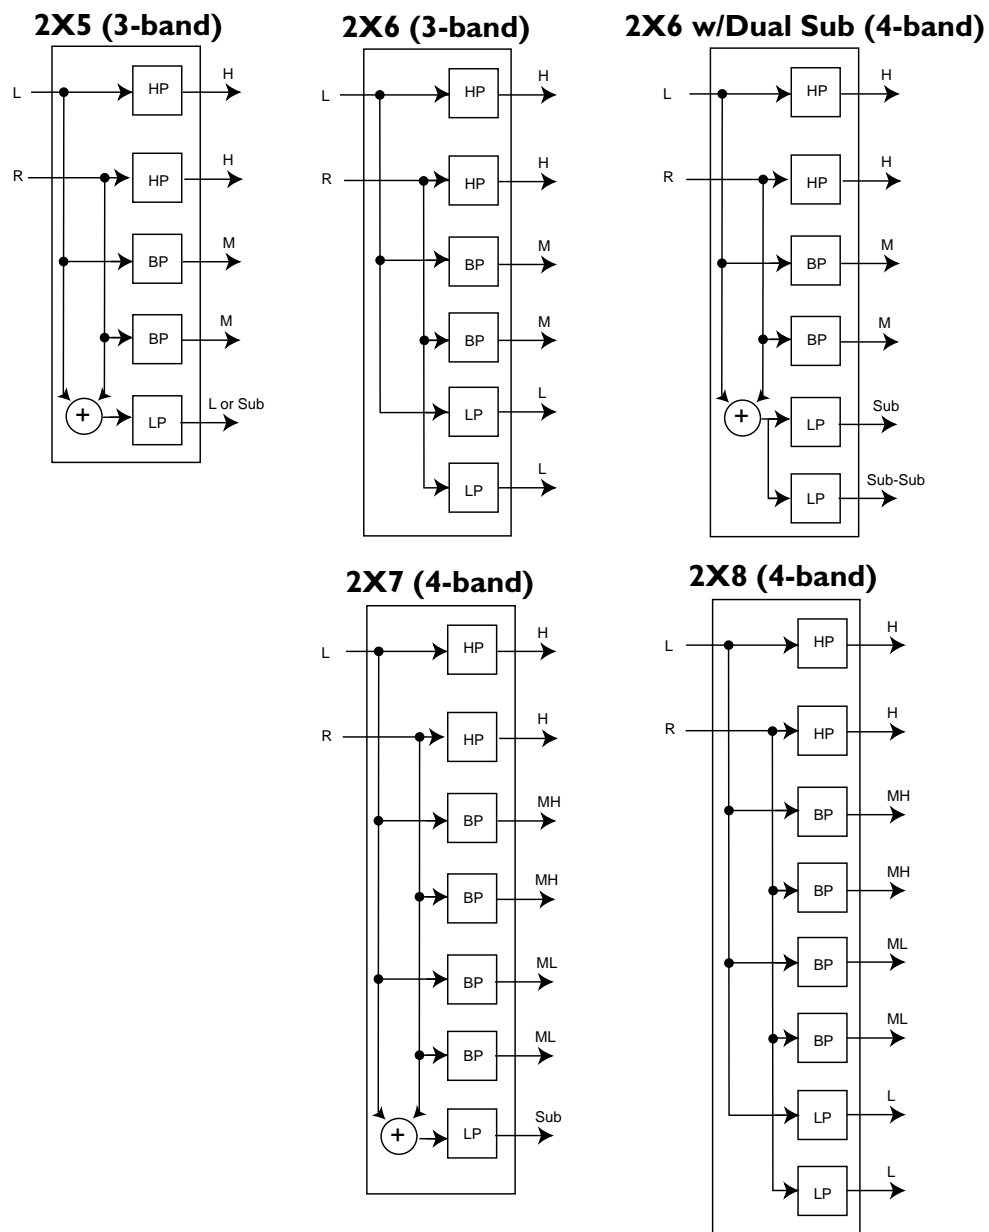 2X5 (3-band)
L
HP
H
R
HP
H
BP
M
BP
M
+
LP
L or Sub
2X6 (3-band)
L
HP
H
R
HP
H
BP
M
BP
M
LP
L
LP
L
2X6 w/Dual Sub (4-band)
L
HP
H
R
HP
H
BP
M
BP
M
+
LP
Sub
LP
Sub-Sub
2X7 (4-band)
L
HP
H
R
HP
H
BP
MH
BP
MH
BP
ML
BP
ML
+
LP
Sub
2X8 (4-band)
L
HP
H
R
HP
H
BP
MH
BP
MH
BP
ML
BP
ML
LP
L
LP
L